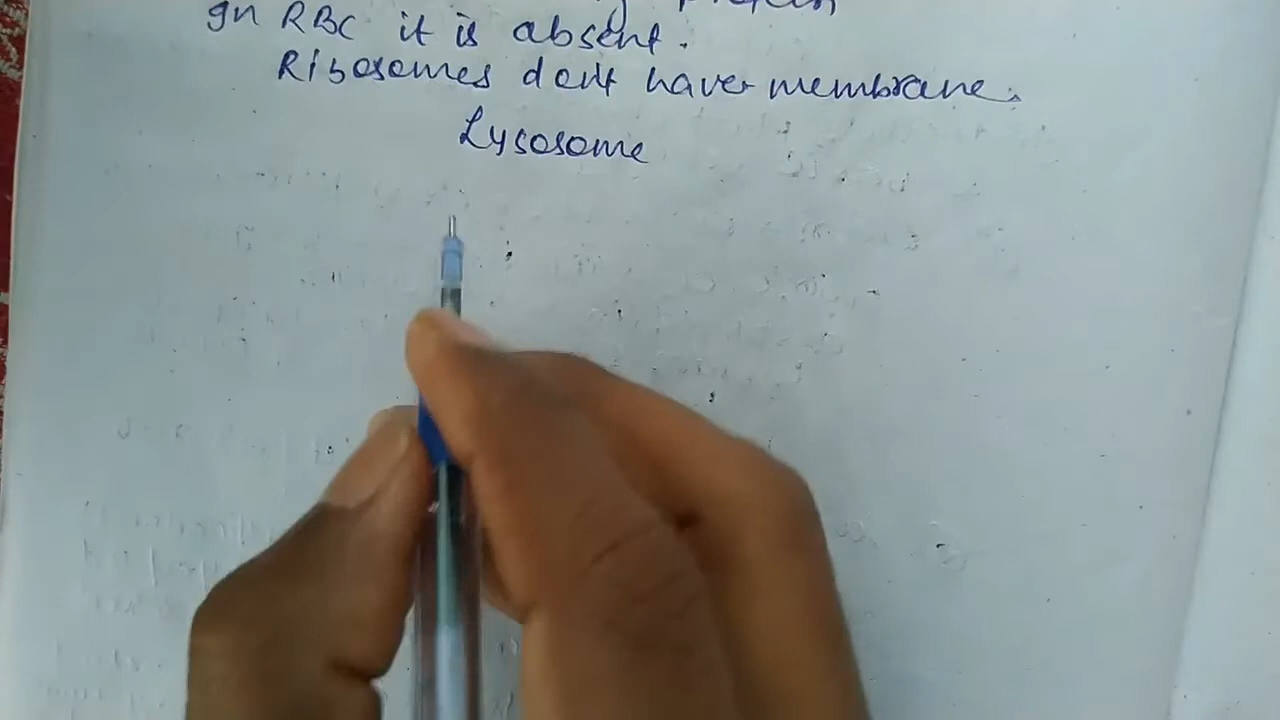 In RBC it is absent.
Ribosomes don't have membrane.
Lysosome